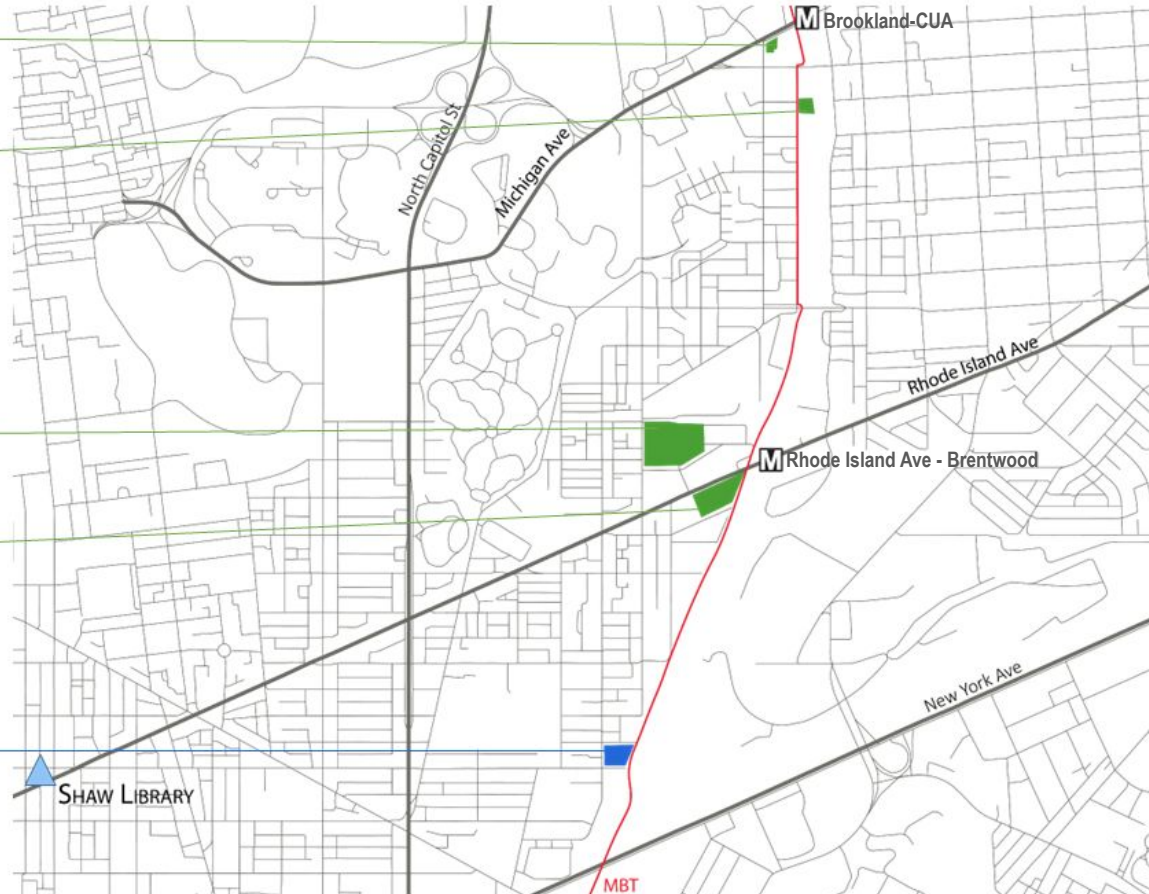 M Brookland-CUA
North Capitol St
Michigan Ave
Rhode Island Ave
M Rhode Island Ave - Brentwood
New York Ave
SHAW LIBRARY
MBT